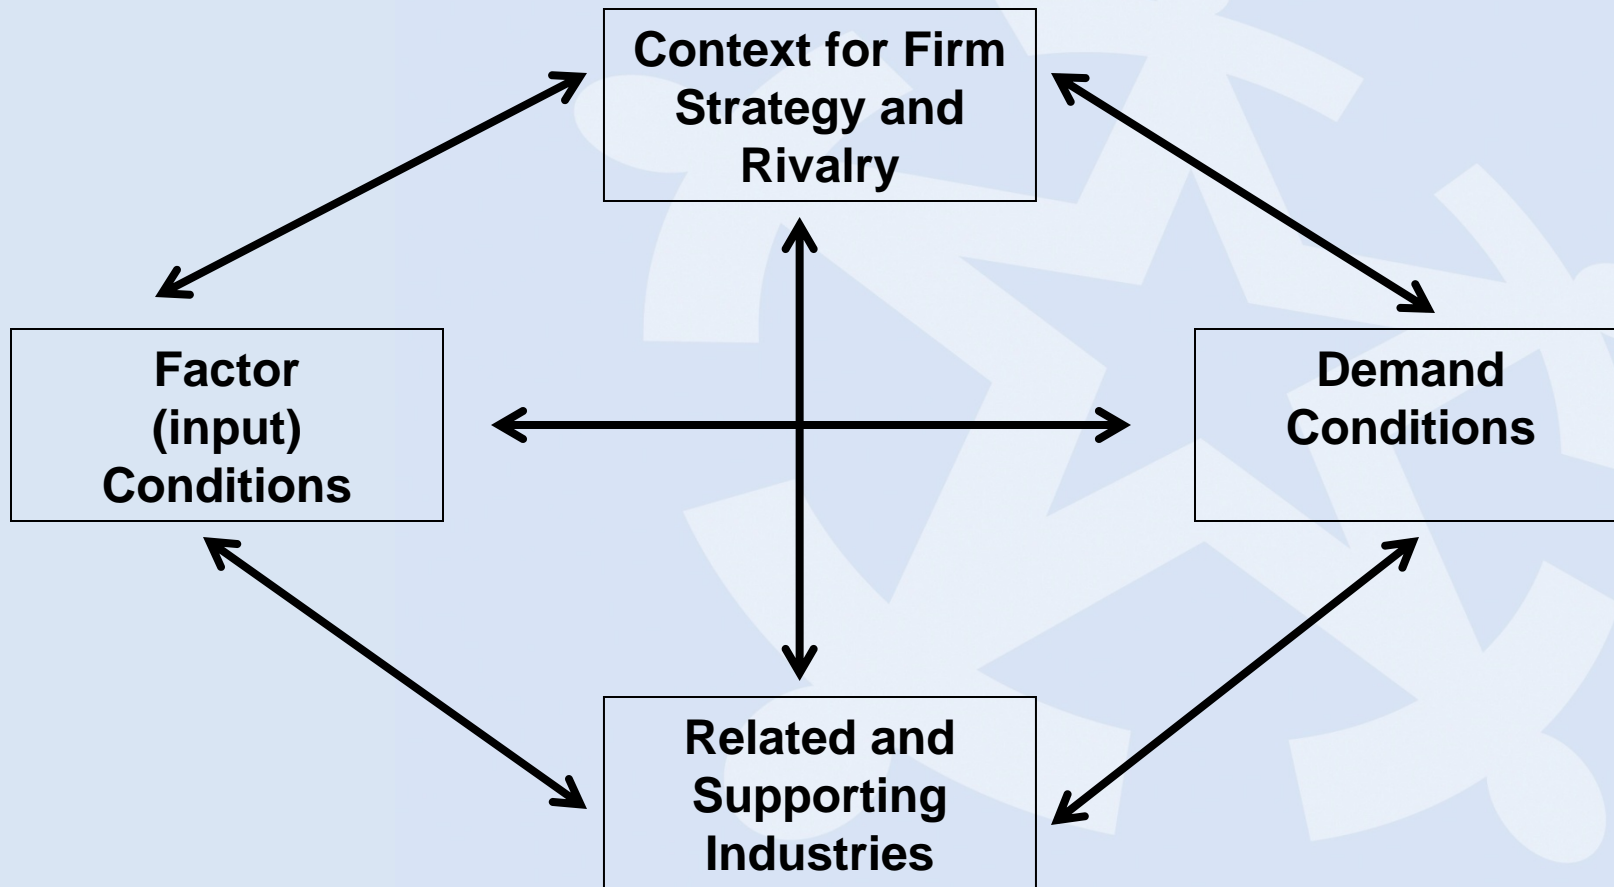 Context for Firm
Strategy and
Rivalry
Factor
(input)
Conditions
Demand
Conditions
Related and
Supporting
Industries